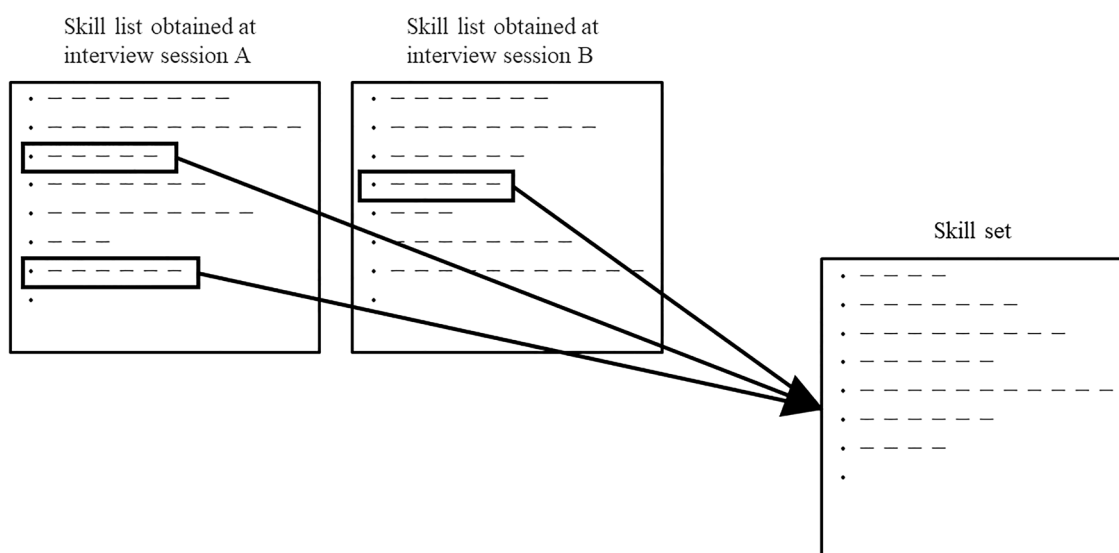 Skill list obtained at
interview session A
Skill list obtained at
interview session B
Skill set